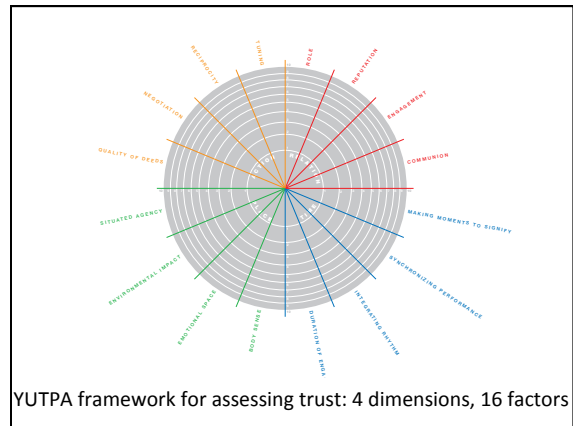 TUNING
ROLE
RECIPROCITY
REPUTATION
NEGOTIATION
ENGAGEMENT
QUALITY OF DEEDS
COMMUNION
SITUATED AGENCY
MAKING MOMENTS TO SIGNIFY
ENVIRONMENTAL IMPACT
SYNCHRONIZING PERFORMANCE
EMOTIONAL SPACE
INTEGRATING RHYTHM
BODY SENSE
DURATION OF ENGA
YUTPA framework for assessing trust: 4 dimensions, 16 factors